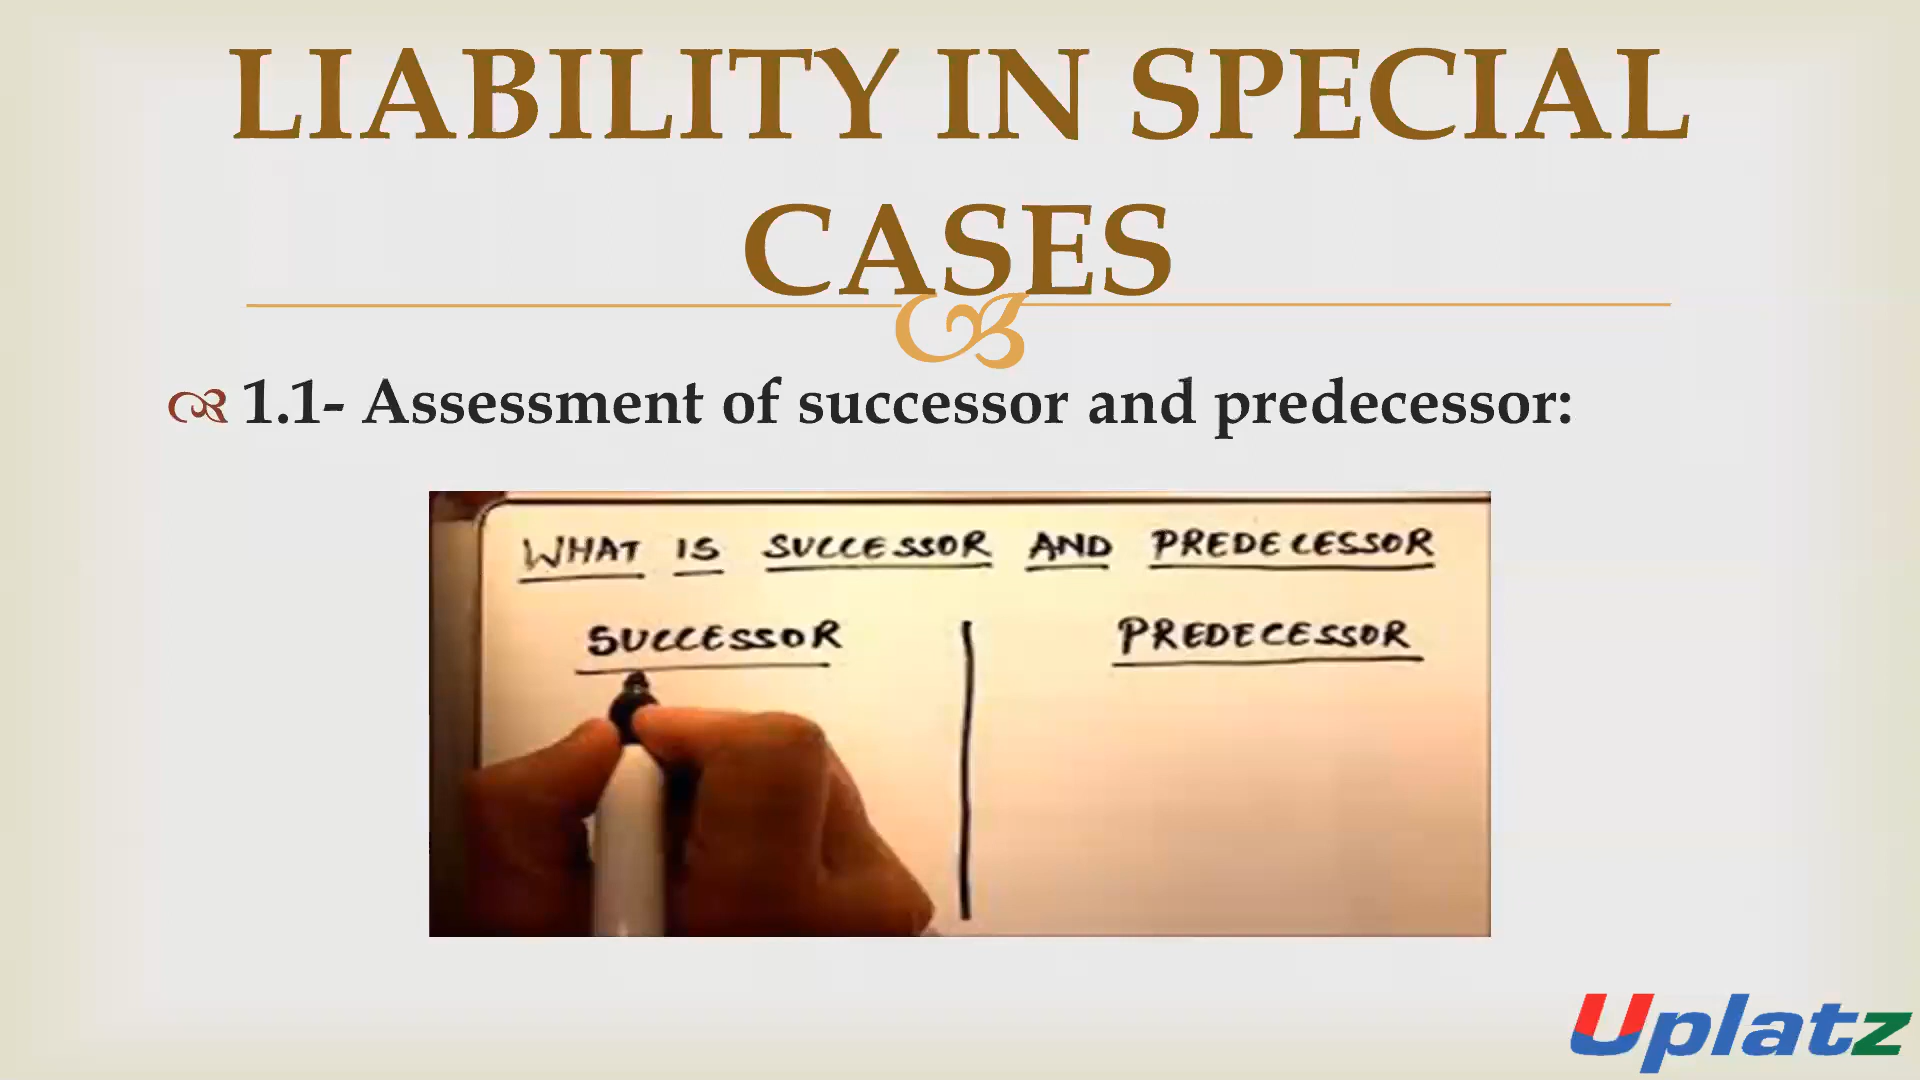 LIABILITY IN SPECIAL
CASES
1.1- Assessment of successor and predecessor:
WHAT IS SUCCESSOR AND PREDECESSOR
SUCCESSOR
PREDECESSOR
Uplatz